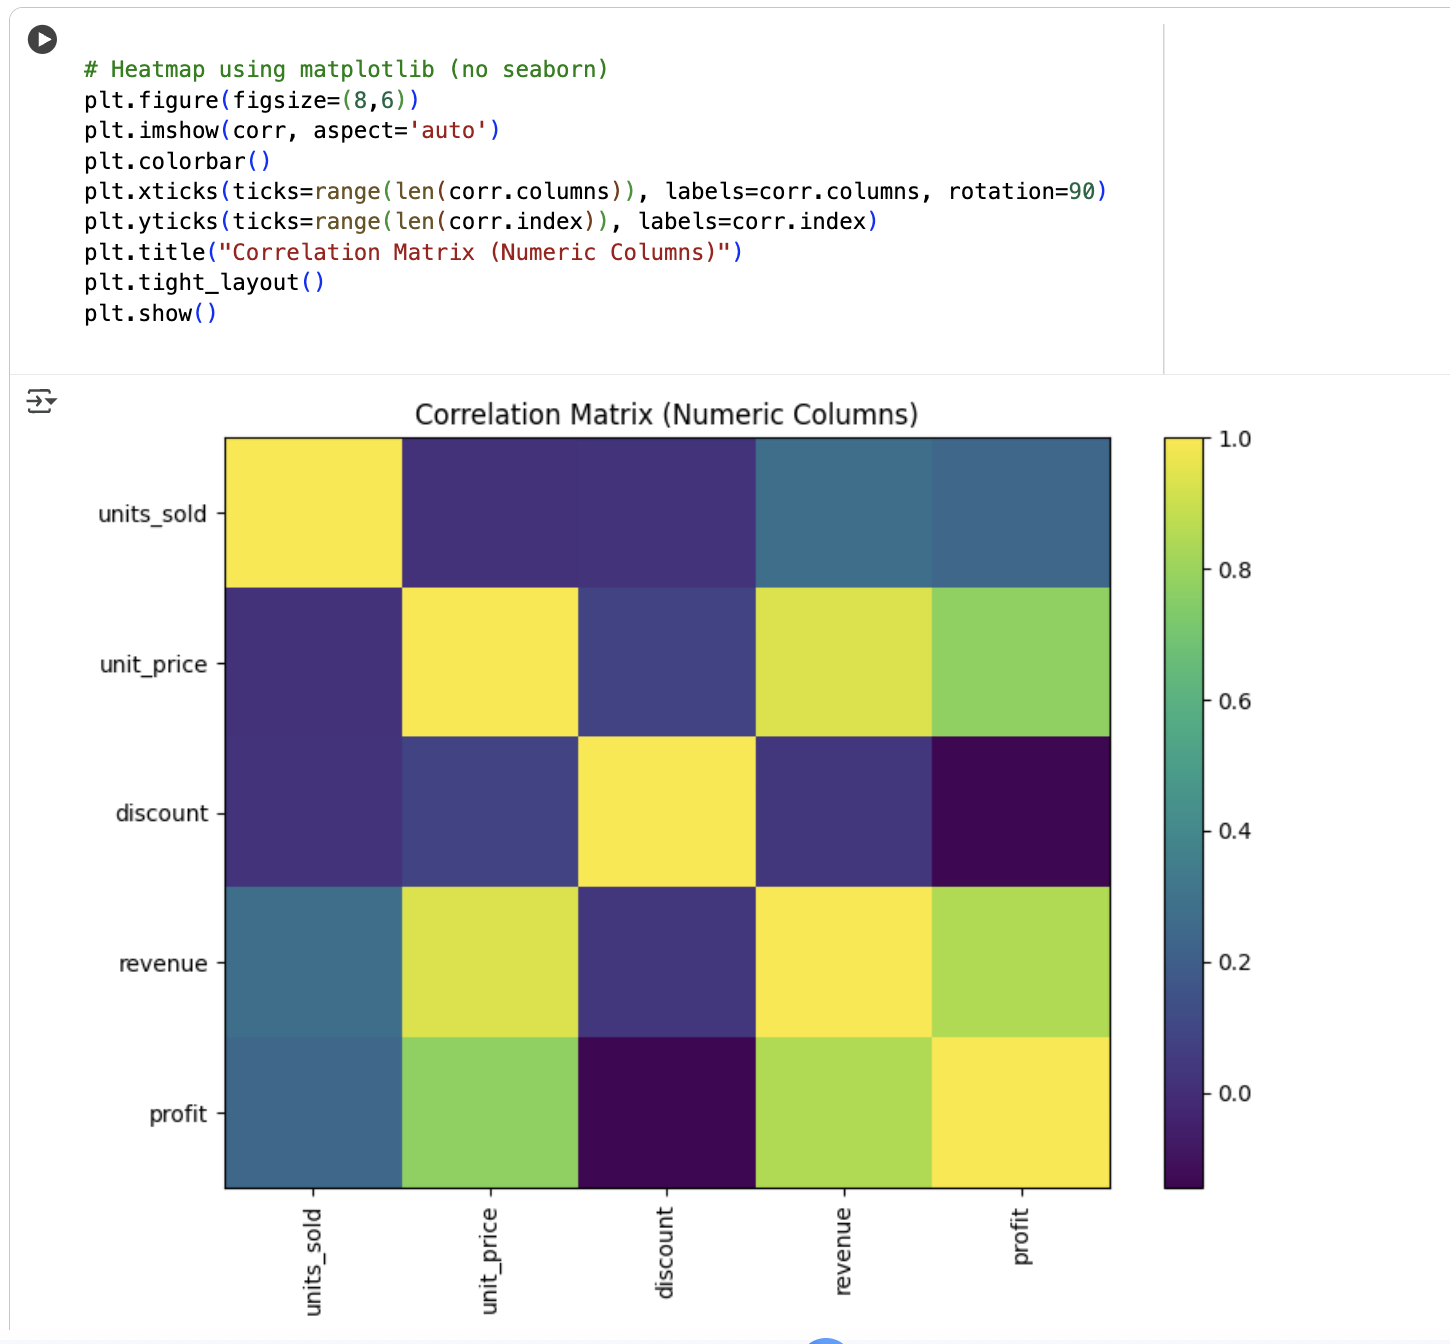 # Heatmap using matplotlib (no seaborn)
plt.figure(figsize=(8,6))
plt.imshow(corr, aspect='auto')
plt.colorbar()
plt.xticks(ticks=range(len(corr.columns)), labels=corr.columns, rotation=90)
plt.yticks(ticks=range(len(corr.index)), labels=corr.index)
plt.title("Correlation Matrix (Numeric Columns)")
plt.tight_layout()
plt.show()
Correlation Matrix (Numeric Columns)
units_sold
unit_price
discount
revenue
profit
units_sold
unit_price
discount
revenue
profit
1.0
0.8
0.6
0.4
0.2
0.0